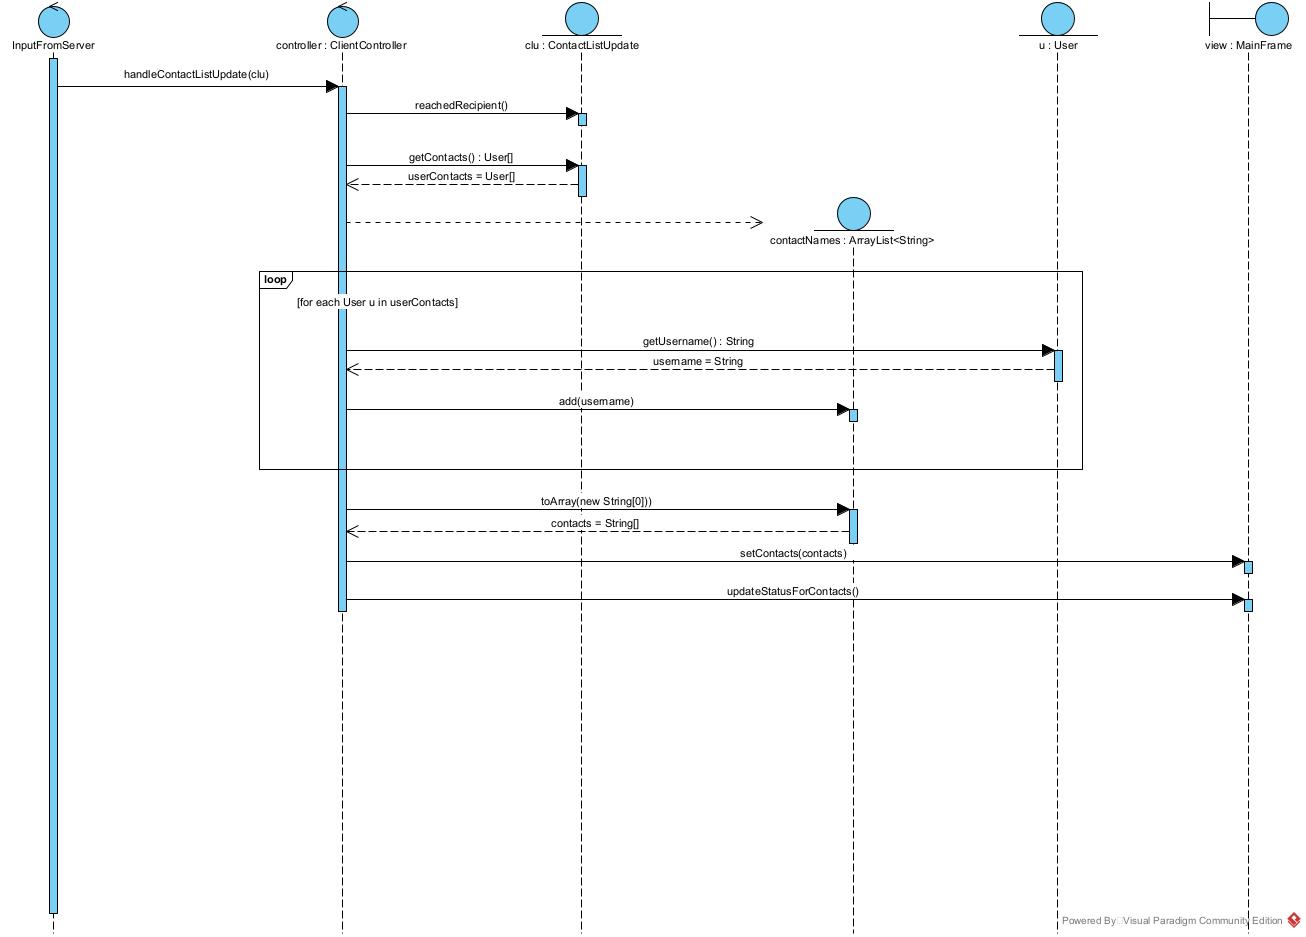 InputFromServer
controller : ClientController
clu : ContactListUpdate
u : User
view : MainFrame
handleContactListUpdate(clu)
reachedRecipient()
getContacts() : User[]
userContacts = User[]
contactNames : ArrayList<String>
loop
[for each User u in userContacts]
getUsername() : String
username = String
add(username)
toArray(new String[0]))
contacts = String[]
setContacts(contacts)
updateStatusForContacts()
Powered By Visual Paradigm Community Edition